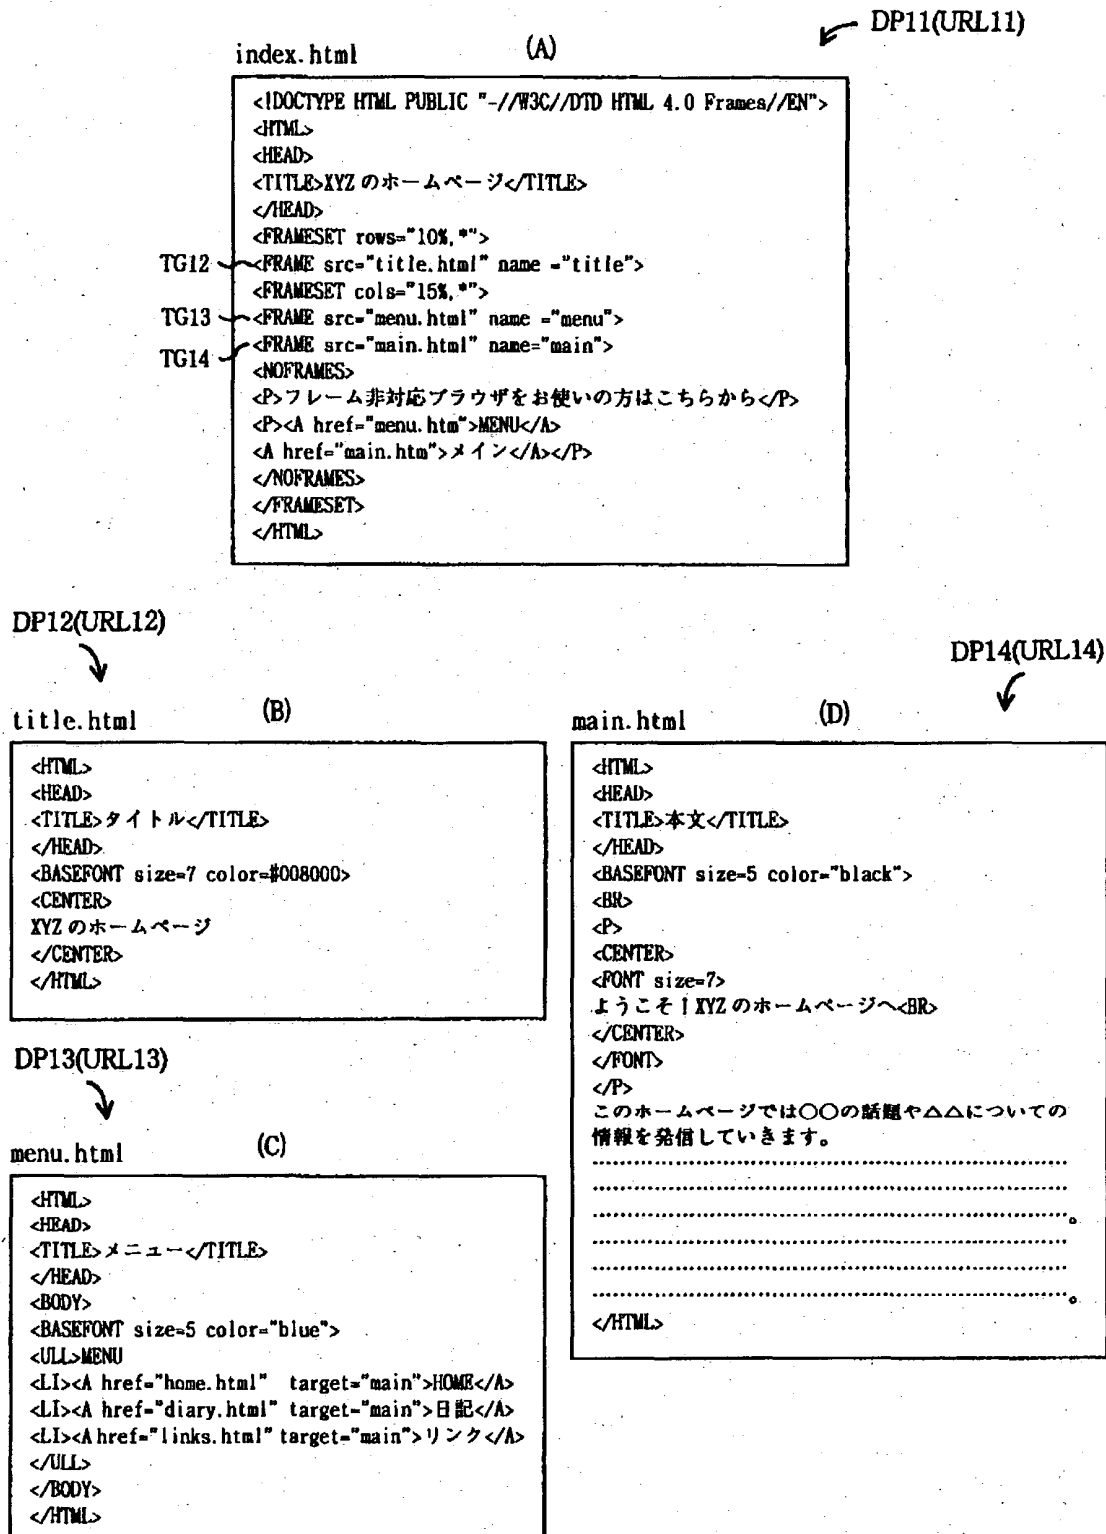 DP11(URL11)
index.html
(A)
<!DOCTYPE HTML PUBLIC "-//W3C//DTD HTML 4.0 Frames//EN">
<HTML>
<HEAD>
<TITLE>XYZのホームページ</TITLE>
</HEAD>
<FRAMESET rows="10%,*">
TG12 <FRAME src="title.html" name ="title">
<FRAMESET cols="15%,*">
TG13 <FRAME src="menu.html" name ="menu">
TG14 <FRAME src="main.html" name="main">
<NOFRAMES>
<P>フレーム非対応ブラウザをお使いの方はこちらから</P>
<P><A href="menu.htm">MENU</A>
<A href="main.htm">メイン</A></P>
</NOFRAMES>
</FRAMESET>
</HTML>
DP12(URL12)
title.html
(B)
<HTML>
<HEAD>
<TITLE>タイトル</TITLE>
</HEAD>
<BASEFONT size=7 color=#008000>
<CENTER>
XYZのホームページ
</CENTER>
</HTML>
DP13(URL13)
menu.html
(C)
<HTML>
<HEAD>
<TITLE>メニュー</TITLE>
</HEAD>
<BODY>
<BASEFONT size=5 color="blue">
<ULL>MENU
<LI><A href="home.html" target="main">HOME</A>
<LI><A href="diary.html" target="main">日記</A>
<LI><A href="links.html" target="main">リンク</A>
</ULL>
</BODY>
</HTML>
DP14(URL14)
main.html
(D)
<HTML>
<HEAD>
<TITLE>本文</TITLE>
</HEAD>
<BASEFONT size=5 color="black">
<BR>
<P>
<CENTER>
<FONT size=7>
ようこそ！XYZのホームページへ<BR>
</CENTER>
</FONT>
</P>
このホームページでは○○の話題や△△についての
情報を発信していきます。
………………………………………………
………………………………………………
………………………………………………。
………………………………………………
………………………………………………
………………………………………………。
</HTML>